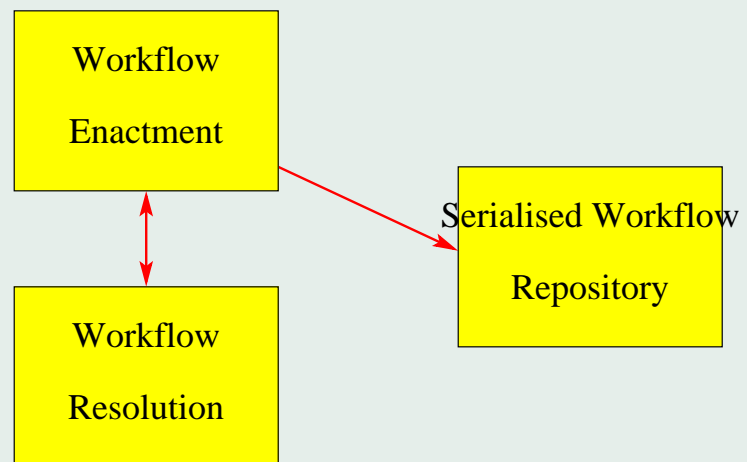 Workflow
Enactment
Serialised Workflow
Repository
Workflow
Resolution